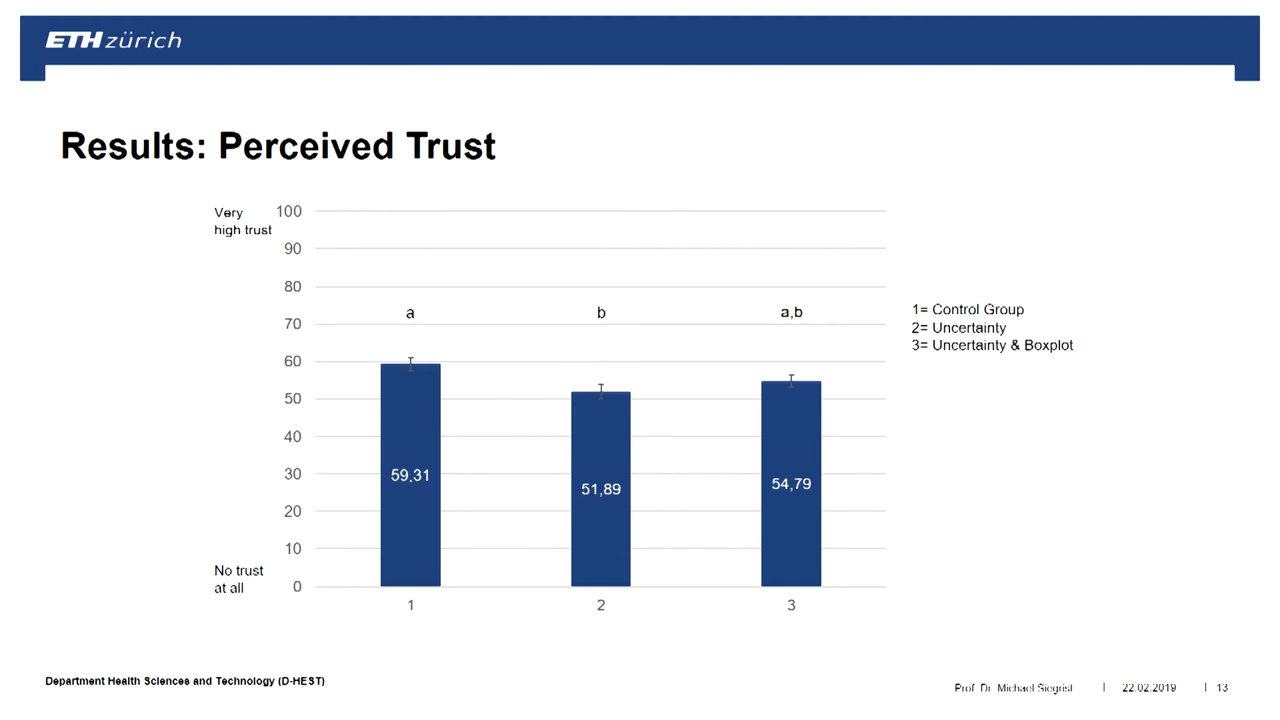 ETH zürich
Results: Perceived Trust
Very
high trust
100
90
80
70
60
50
40
30
20
10
0
No trust
at all
a
b
a,b
59,31
51,89
54,79
1
2
3
1= Control Group
2= Uncertainty
3= Uncertainty & Boxplot
Department Health Sciences and Technology (D-HEST)
Prof. Dr. Michael Siegrist | 22.02.2019 | 13